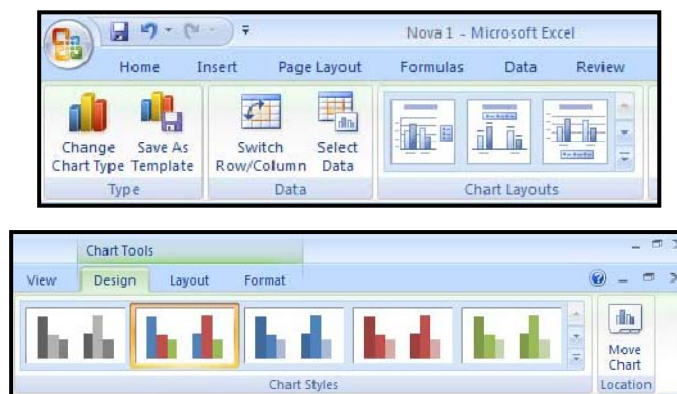 Nova 1 - Microsoft Excel
Home Insert Page Layout Formulas Data Review
Change Chart Type
Save As Template
Switch Row/Column
Select Data
Type Data Chart Layouts
Chart Tools
View Design Layout Format
Move Chart
Chart Styles Location